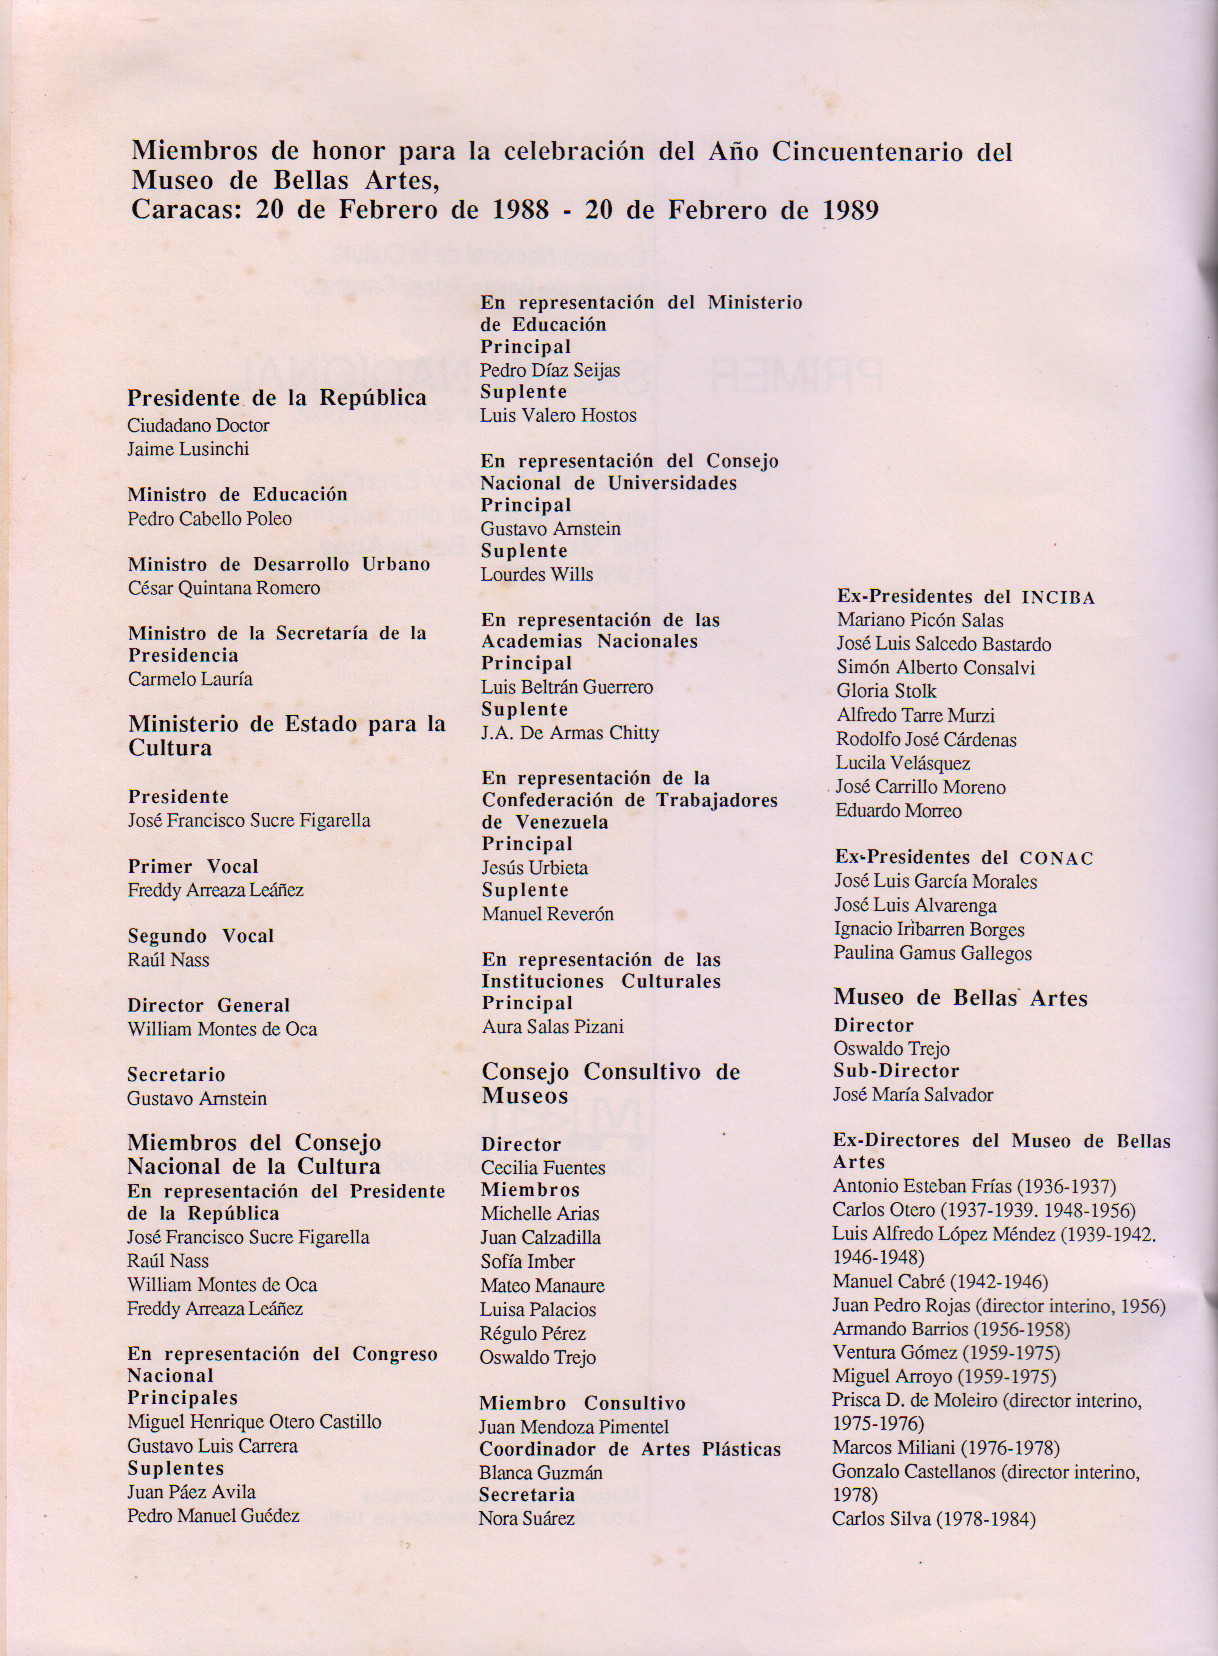 Miembros de honor para la celebración del Año Cincuentenario del
Museo de Bellas Artes,
Caracas: 20 de Febrero de 1988 - 20 de Febrero de 1989
Presidente de la República
Ciudadano Doctor
Jaime Lusinchi
Ministro de Educación
Pedro Cabello Poleo
Ministro de Desarrollo Urbano
César Quintana Romero
Ministro de la Secretaría de la
Presidencia
Carmelo Lauría
Ministerio de Estado para la
Cultura
Presidente
José Francisco Sucre Figarella
Primer Vocal
Freddy Arreaza Leáñez
Segundo Vocal
Raúl Nass
Director General
William Montes de Oca
Secretario
Gustavo Arnstein
Miembros del Consejo
Nacional de la Cultura
En representación del Presidente
de la República
José Francisco Sucre Figarella
Raúl Nass
William Montes de Oca
Freddy Arreaza Leáñez
En representación del Congreso
Nacional
Principales
Miguel Henrique Otero Castillo
Gustavo Luis Carrera
Suplentes
Juan Páez Avila
Pedro Manuel Guédez
En representación del Ministerio
de Educación
Principal
Pedro Díaz Seijas
Suplente
Luis Valero Hostos
En representación del Consejo
Nacional de Universidades
Principal
Gustavo Arnstein
Suplente
Lourdes Wills
En representación de las
Academias Nacionales
Principal
Luis Beltrán Guerrero
Suplente
J.A. De Armas Chitty
En representación de la
Confederación de Trabajadores
de Venezuela
Principal
Jesús Urbieta
Suplente
Manuel Reverón
En representación de las
Instituciones Culturales
Principal
Aura Salas Pizani
Consejo Consultivo de
Museos
Director
Cecilia Fuentes
Miembros
Michelle Arias
Juan Calzadilla
Sofía Imber
Mateo Manaure
Luisa Palacios
Régulo Pérez
Oswaldo Trejo
Miembro Consultivo
Juan Mendoza Pimentel
Coordinador de Artes Plásticas
Blanca Guzmán
Secretaria
Nora Suárez
Ex-Presidentes del INCIBA
Mariano Picón Salas
José Luis Salcedo Bastardo
Simón Alberto Consalvi
Gloria Stolk
Alfredo Tarre Murzi
Rodolfo José Cárdenas
Lucila Velásquez
José Carrillo Moreno
Eduardo Morreo
Ex-Presidentes del CONAC
José Luis García Morales
José Luis Alvarenga
Ignacio Iribarren Borges
Paulina Gamus Gallegos
Museo de Bellas Artes
Director
Oswaldo Trejo
Sub-Director
José María Salvador
Ex-Directores del Museo de Bellas
Artes
Antonio Esteban Frías (1936-1937)
Carlos Otero (1937-1939. 1948-1956)
Luis Alfredo López Méndez (1939-1942.
1946-1948)
Manuel Cabré (1942-1946)
Juan Pedro Rojas (director interino, 1956)
Armando Barrios (1956-1958)
Ventura Gómez (1959-1975)
Miguel Arroyo (1959-1975)
Prisca D. de Moleiro (director interino,
1975-1976)
Marcos Miliani (1976-1978)
Gonzalo Castellanos (director interino,
1978)
Carlos Silva (1978-1984)